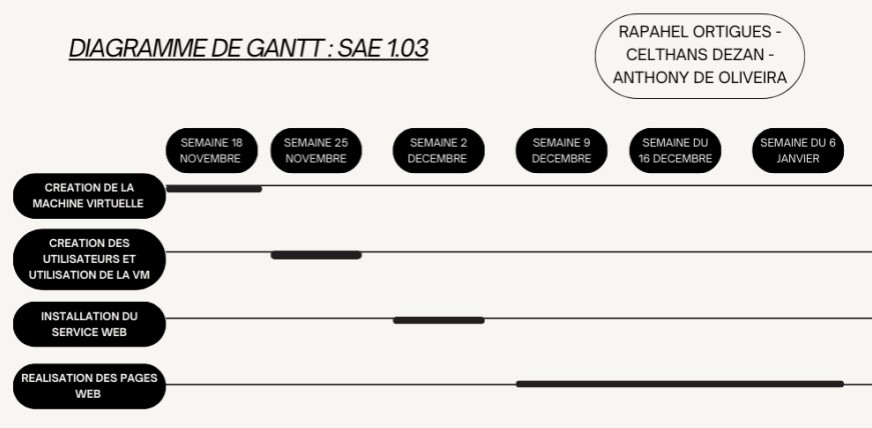 DIAGRAMME DE GANTT : SAE 1.03
RAPAHEL ORTIGUES -
CELTHANS DEZAN -
ANTHONY DE OLIVEIRA
SEMAINE 18
NOVEMBRE
SEMAINE 25
NOVEMBRE
SEMAINE 2
DECEMBRE
SEMAINE 9
DECEMBRE
SEMAINE DU
16 DECEMBRE
SEMAINE DU 6
JANVIER
CREATION DE LA
MACHINE VIRTUELLE
CREATION DES
UTILISATEURS ET
UTILISATION DE LA VM
INSTALLATION DU
SERVICE WEB
REALISATION DES PAGES
WEB